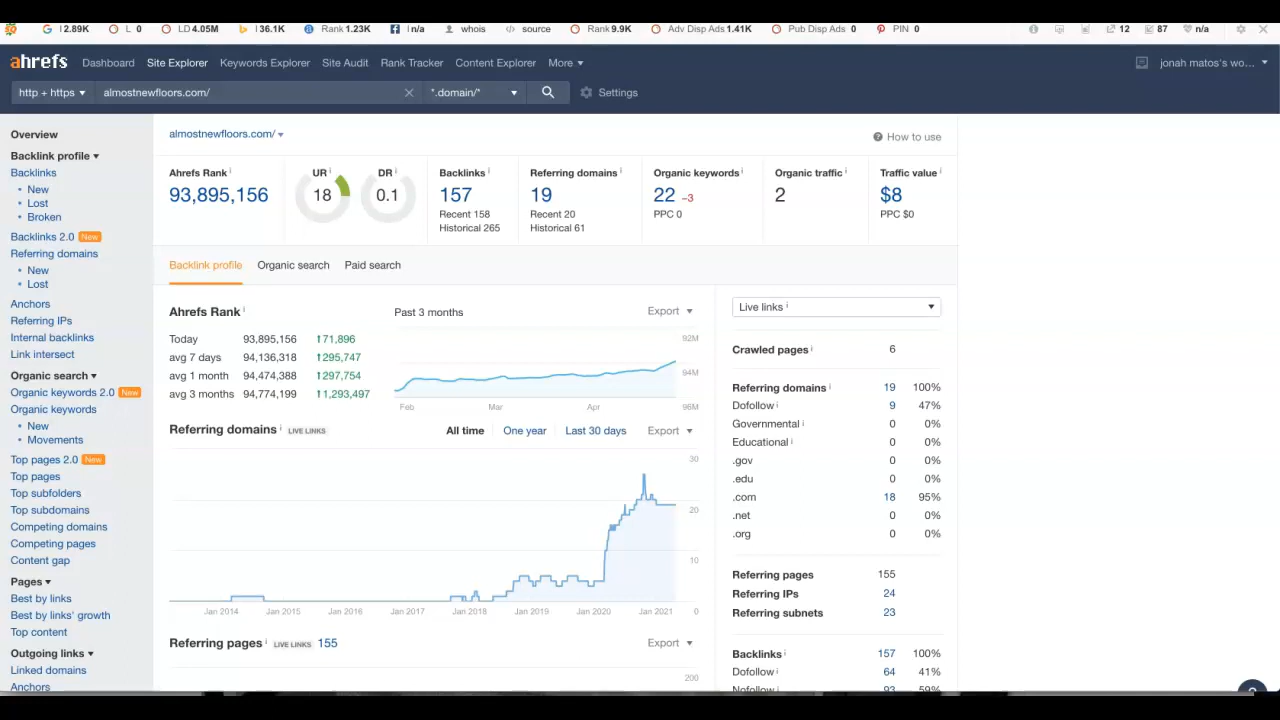 I 2.89K L 0 LD 4.05M I 36.1K Rank 1.23K I n/a whois source Rank 9.9K Adv Disp Ads 1.41K Pub Disp Ads 0 PIN 0 12 87 n/a
ahrefs Dashboard Site Explorer Keywords Explorer Site Audit Rank Tracker Content Explorer More jonah matos's wo...
http + https almostnewfloors.com/ *.domain/* Settings
Overview
Backlink profile
Backlinks
• New
• Lost
• Broken
Backlinks 2.0 New
Referring domains
• New
• Lost
Anchors
Referring IPs
Internal backlinks
Link intersect
Organic search
Organic keywords 2.0 New
Organic keywords
• New
• Movements
Top pages 2.0 New
Top pages
Top subfolders
Top subdomains
Competing domains
Competing pages
Content gap
Pages
Best by links
Best by links' growth
Top content
Outgoing links
Linked domains
Anchors
almostnewfloors.com/ How to use
Ahrefs Rank i
93,895,156
UR i
18
DR i
0.1
Backlinks i
157
Recent 158
Historical 265
Referring domains i
19
Recent 20
Historical 61
Organic keywords i
22 –3
PPC 0
Organic traffic i
2
Traffic value i
$8
PPC $0
Backlink profile Organic search Paid search
Ahrefs Rank i
Today 93,895,156 ↑71,896
avg 7 days 94,136,318 ↑295,747
avg 1 month 94,474,388 ↑297,754
avg 3 months 94,774,199 ↑1,293,497
Past 3 months Export
92M
94M
96M
Feb Mar Apr
Referring domains i LIVE LINKS All time One year Last 30 days Export
30
20
10
0
Jan 2014 Jan 2015 Jan 2016 Jan 2017 Jan 2018 Jan 2019 Jan 2020 Jan 2021
Referring pages i LIVE LINKS 155 Export
200
Live links i
Crawled pages i 6
Referring domains i 19 100%
Dofollow i 9 47%
Governmental i 0 0%
Educational i 0 0%
.gov 0 0%
.edu 0 0%
.com 18 95%
.net 0 0%
.org 0 0%
Referring pages 155
Referring IPs 24
Referring subnets 23
Backlinks i 157 100%
Dofollow i 64 41%
Nofollow i 93 59%